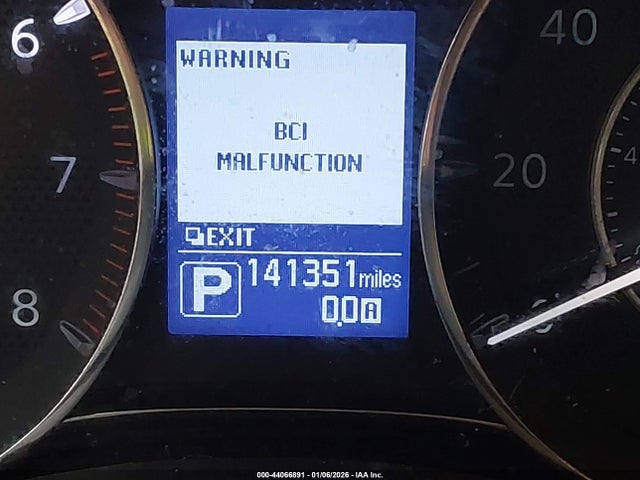 6
7
8
WARNING
BCI
MALFUNCTION
EXIT
P
141351 miles
0.0 A
40
20
4
000-44066891 - 01/06/2026 - IAA Inc.